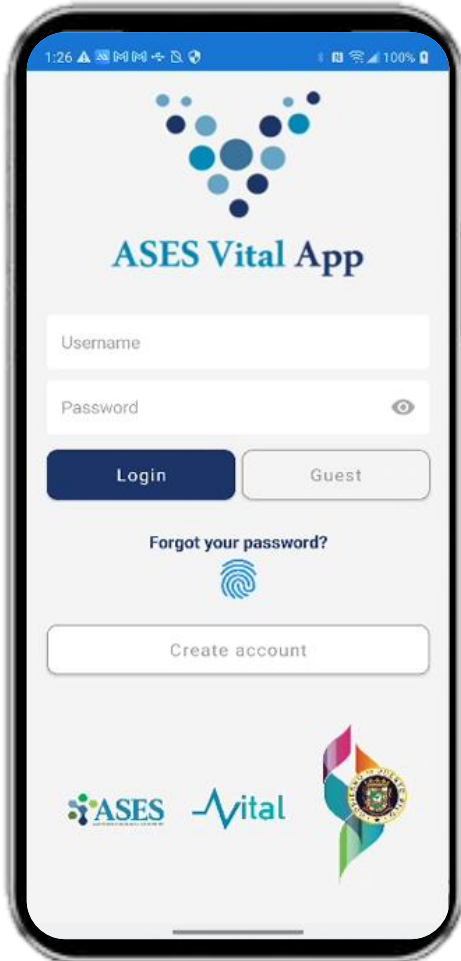 1:26 100%
ASES Vital App
Username
Password
Login Guest
Forgot your password?
Create account
ASES Vital